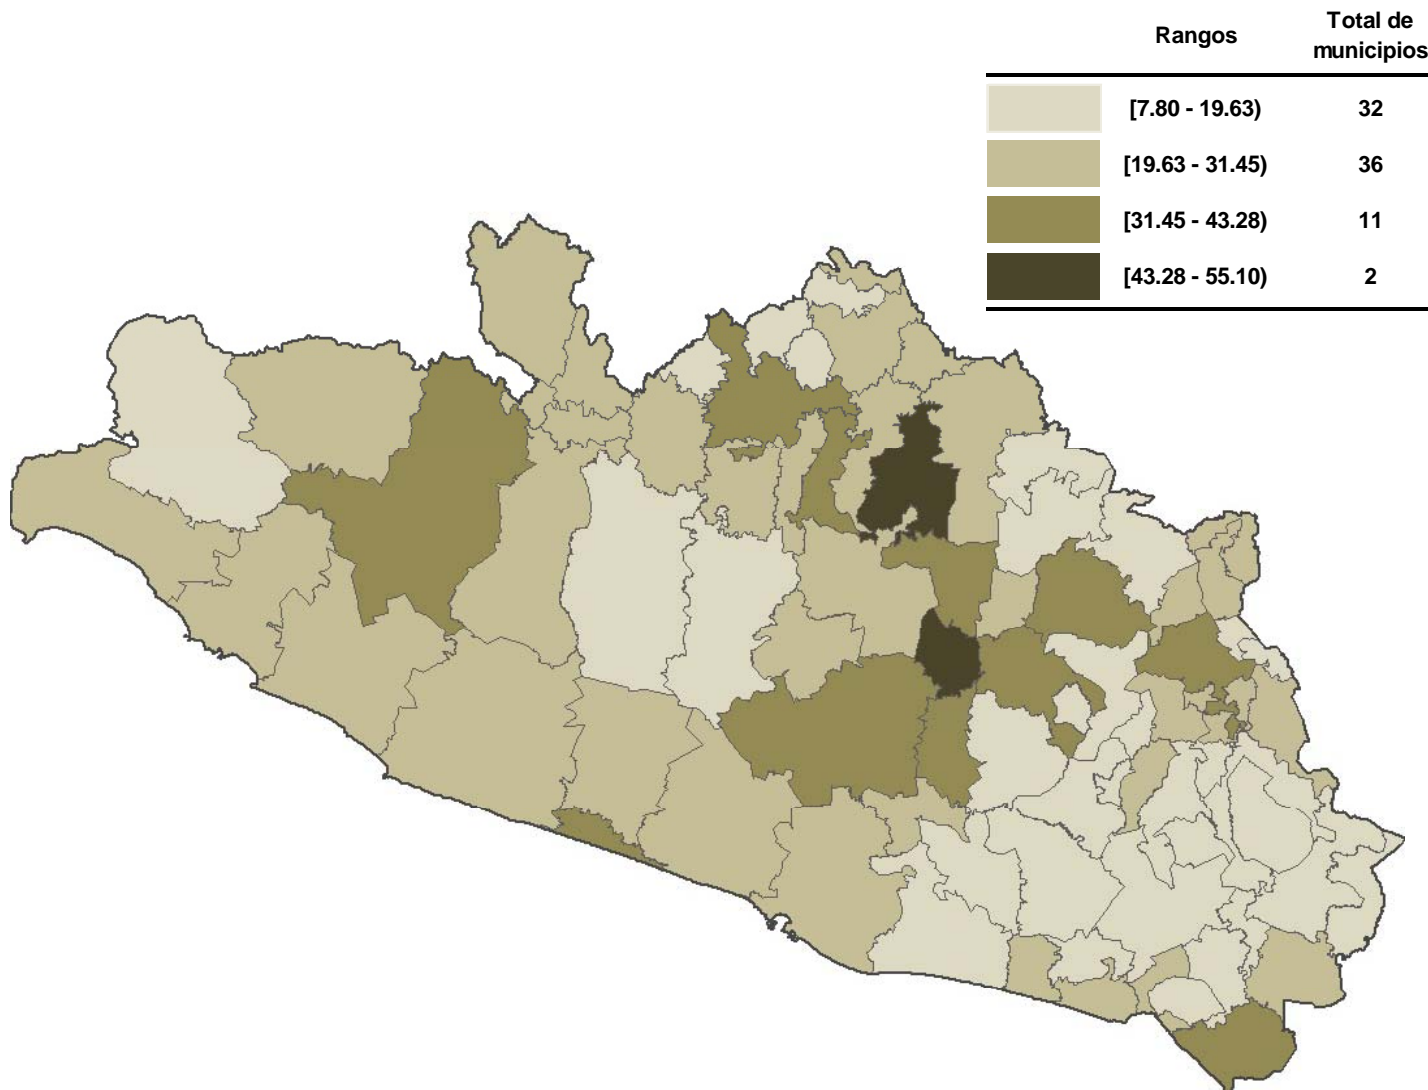 Rangos Total de
municipios
[7.80 - 19.63) 32
[19.63 - 31.45) 36
[31.45 - 43.28) 11
[43.28 - 55.10) 2